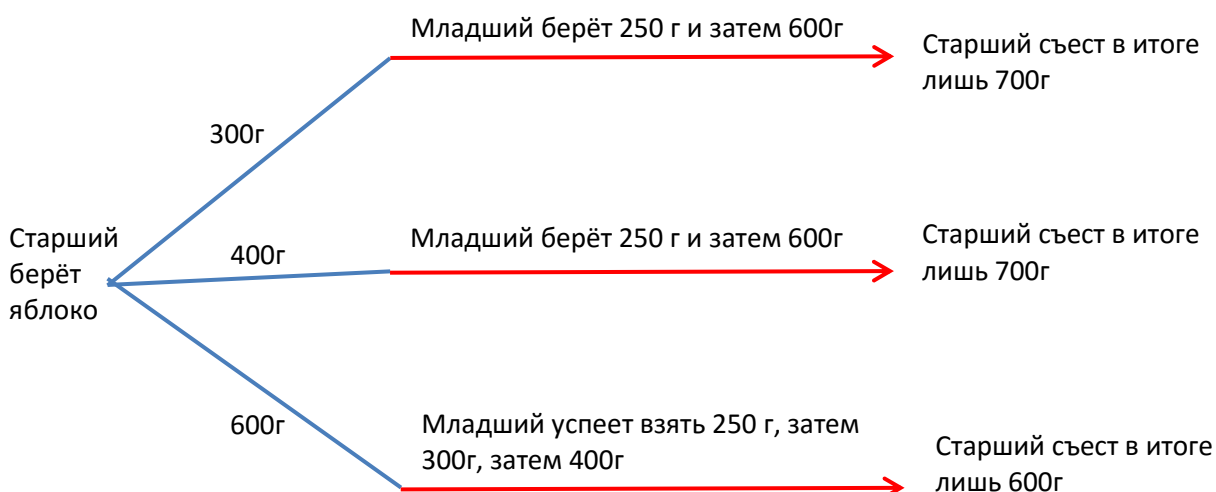 Младший берёт 250 г и затем 600г
Старший съест в итоге
лишь 700г
300г
Старший
берёт
яблоко
400г
Младший берёт 250 г и затем 600г
Старший съест в итоге
лишь 700г
600г
Младший успеет взять 250 г, затем
300г, затем 400г
Старший съест в итоге
лишь 600г